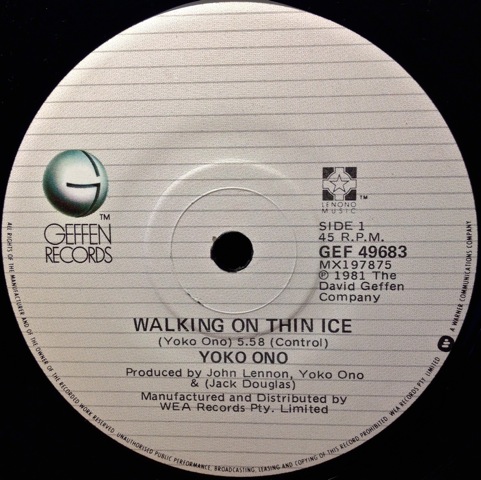 GEFFEN
RECORDS
TM
LENONO
MUSIC
TM
SIDE 1
45 R.P.M.
GEF 49683
MX197875
℗ 1981 The
David Geffen
Company
WALKING ON THIN ICE
(Yoko Ono) 5.58 (Control)
YOKO ONO
Produced by John Lennon, Yoko Ono
& (Jack Douglas)
Manufactured and Distributed by
WEA Records Pty. Limited
ALL RIGHTS OF THE MANUFACTURER AND OF THE OWNER OF THE RECORDED WORK RESERVED. UNAUTHORISED PUBLIC PERFORMANCE, BROADCASTING, LEASING AND COPYING OF THIS RECORD PROHIBITED. WEA RECORDS PTY. LIMITED
A WARNER COMMUNICATIONS COMPANY